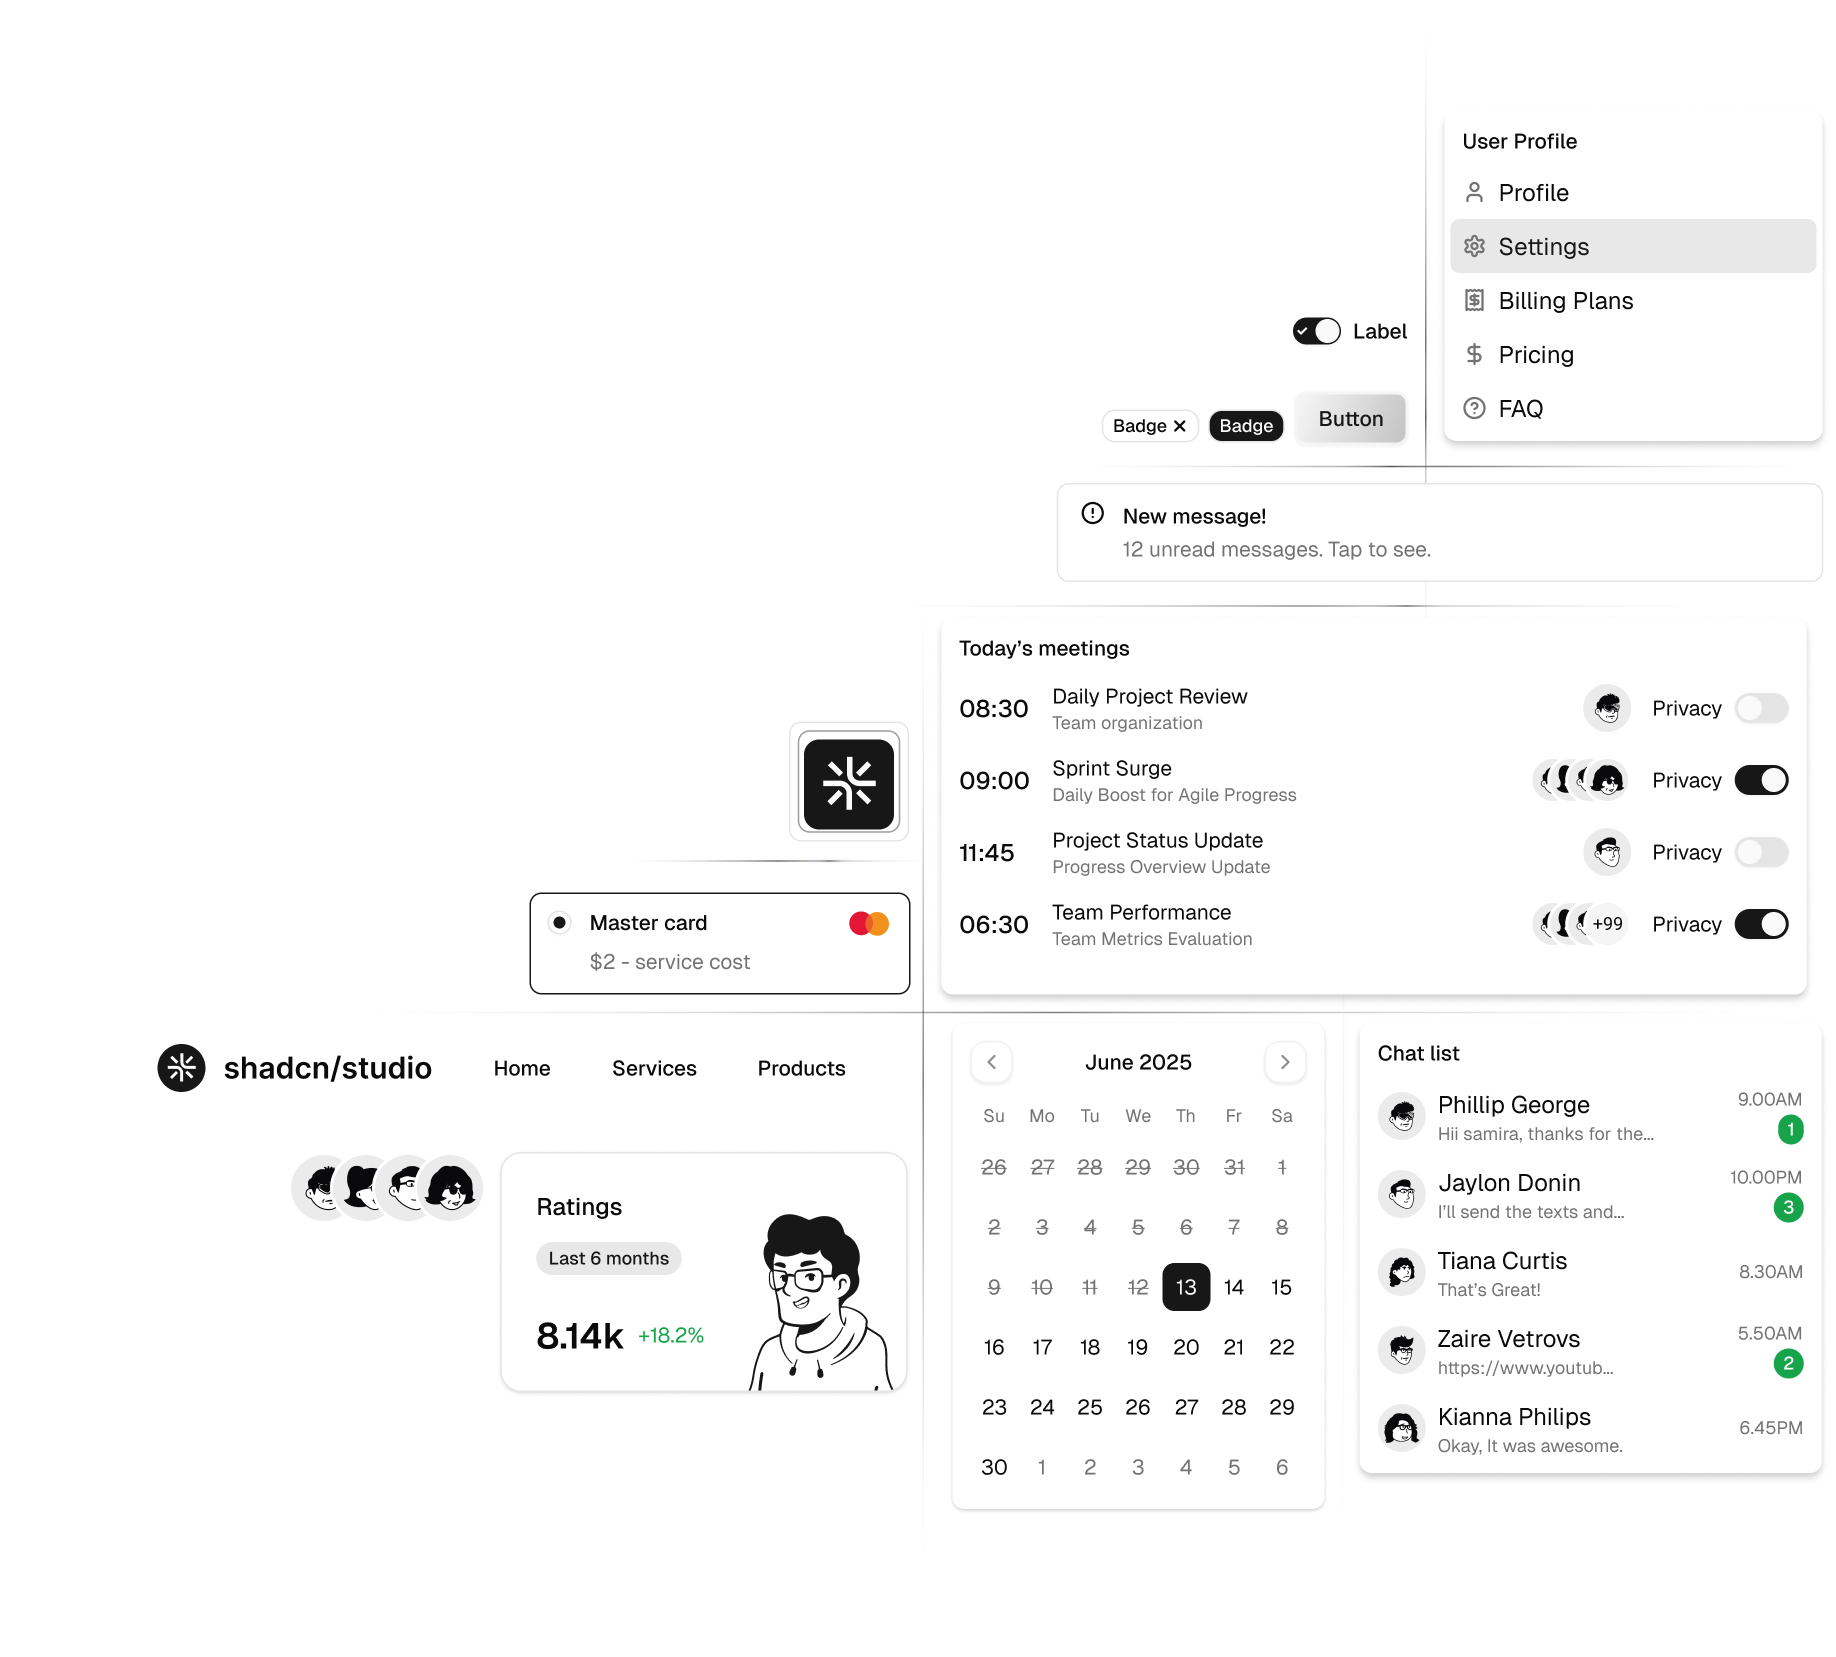 User Profile
Profile
Settings
Billing Plans
Pricing
FAQ
Label
Badge
Badge
Button
New message!
12 unread messages. Tap to see.
Today’s meetings
08:30
Daily Project Review
Team organization
Privacy
09:00
Sprint Surge
Daily Boost for Agile Progress
Privacy
11:45
Project Status Update
Progress Overview Update
Privacy
06:30
Team Performance
Team Metrics Evaluation
+99
Privacy
Master card
$2 - service cost
shadcn/studio
Home
Services
Products
Ratings
Last 6 months
8.14k +18.2%
June 2025
Su Mo Tu We Th Fr Sa
26 27 28 29 30 31 1
2 3 4 5 6 7 8
9 10 11 12 13 14 15
16 17 18 19 20 21 22
23 24 25 26 27 28 29
30 1 2 3 4 5 6
Chat list
Phillip George
Hii samira, thanks for the...
9.00AM
1
Jaylon Donin
I’ll send the texts and...
10.00PM
3
Tiana Curtis
That’s Great!
8.30AM
Zaire Vetrovs
https://www.youtub...
5.50AM
2
Kianna Philips
Okay, It was awesome.
6.45PM